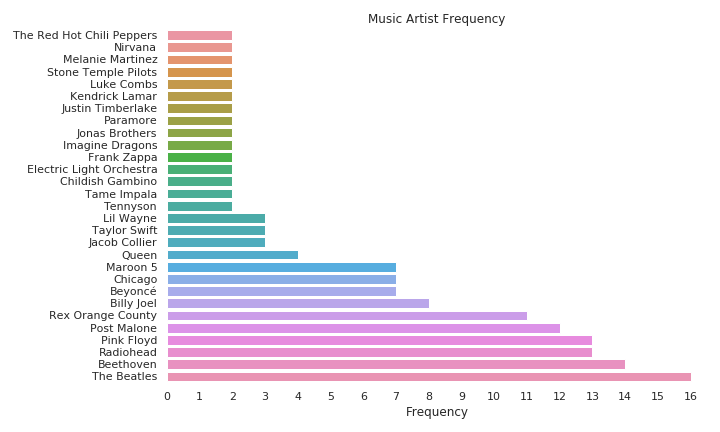 Music Artist Frequency
The Red Hot Chili Peppers
Nirvana
Melanie Martinez
Stone Temple Pilots
Luke Combs
Kendrick Lamar
Justin Timberlake
Paramore
Jonas Brothers
Imagine Dragons
Frank Zappa
Electric Light Orchestra
Childish Gambino
Tame Impala
Tennyson
Lil Wayne
Taylor Swift
Jacob Collier
Queen
Maroon 5
Chicago
Beyoncé
Billy Joel
Rex Orange County
Post Malone
Pink Floyd
Radiohead
Beethoven
The Beatles
0 1 2 3 4 5 6 7 8 9 10 11 12 13 14 15 16
Frequency